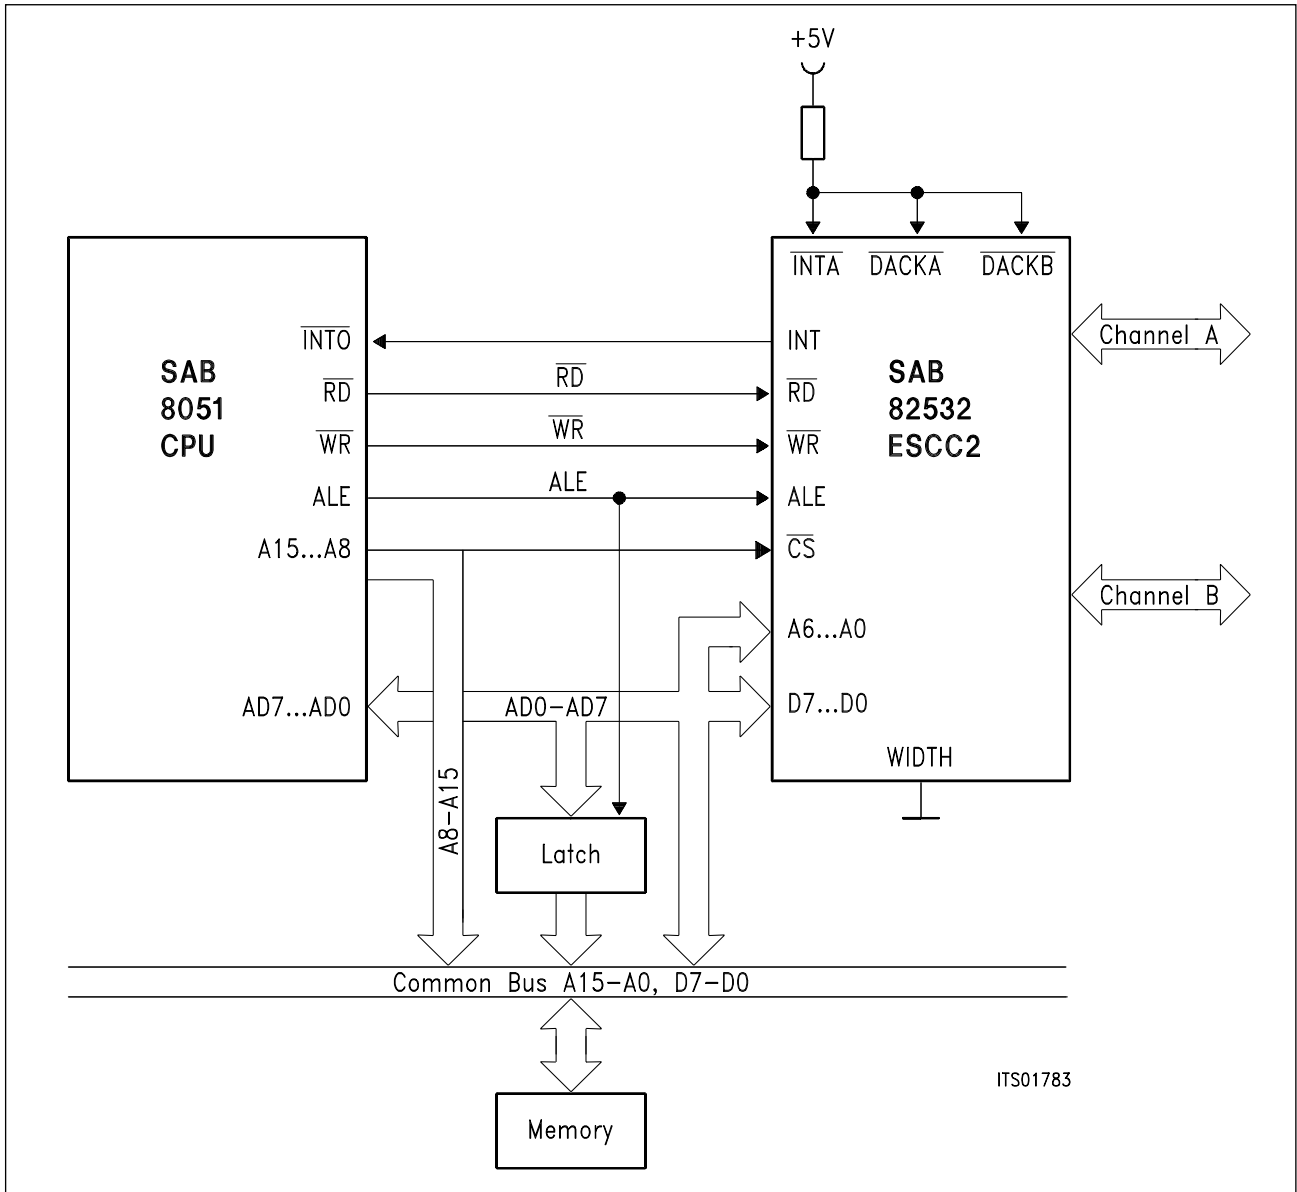 +5V
INTA DACKA DACKB
INTO
INT
Channel A
SAB
8051
CPU
RD
RD
RD
SAB
82532
ESCC2
WR
WR
WR
ALE
ALE
ALE
A15...A8
CS
Channel B
A6...A0
AD7...AD0
AD0-AD7
D7...D0
WIDTH
A8-A15
Latch
Common Bus A15-A0, D7-D0
ITS01783
Memory